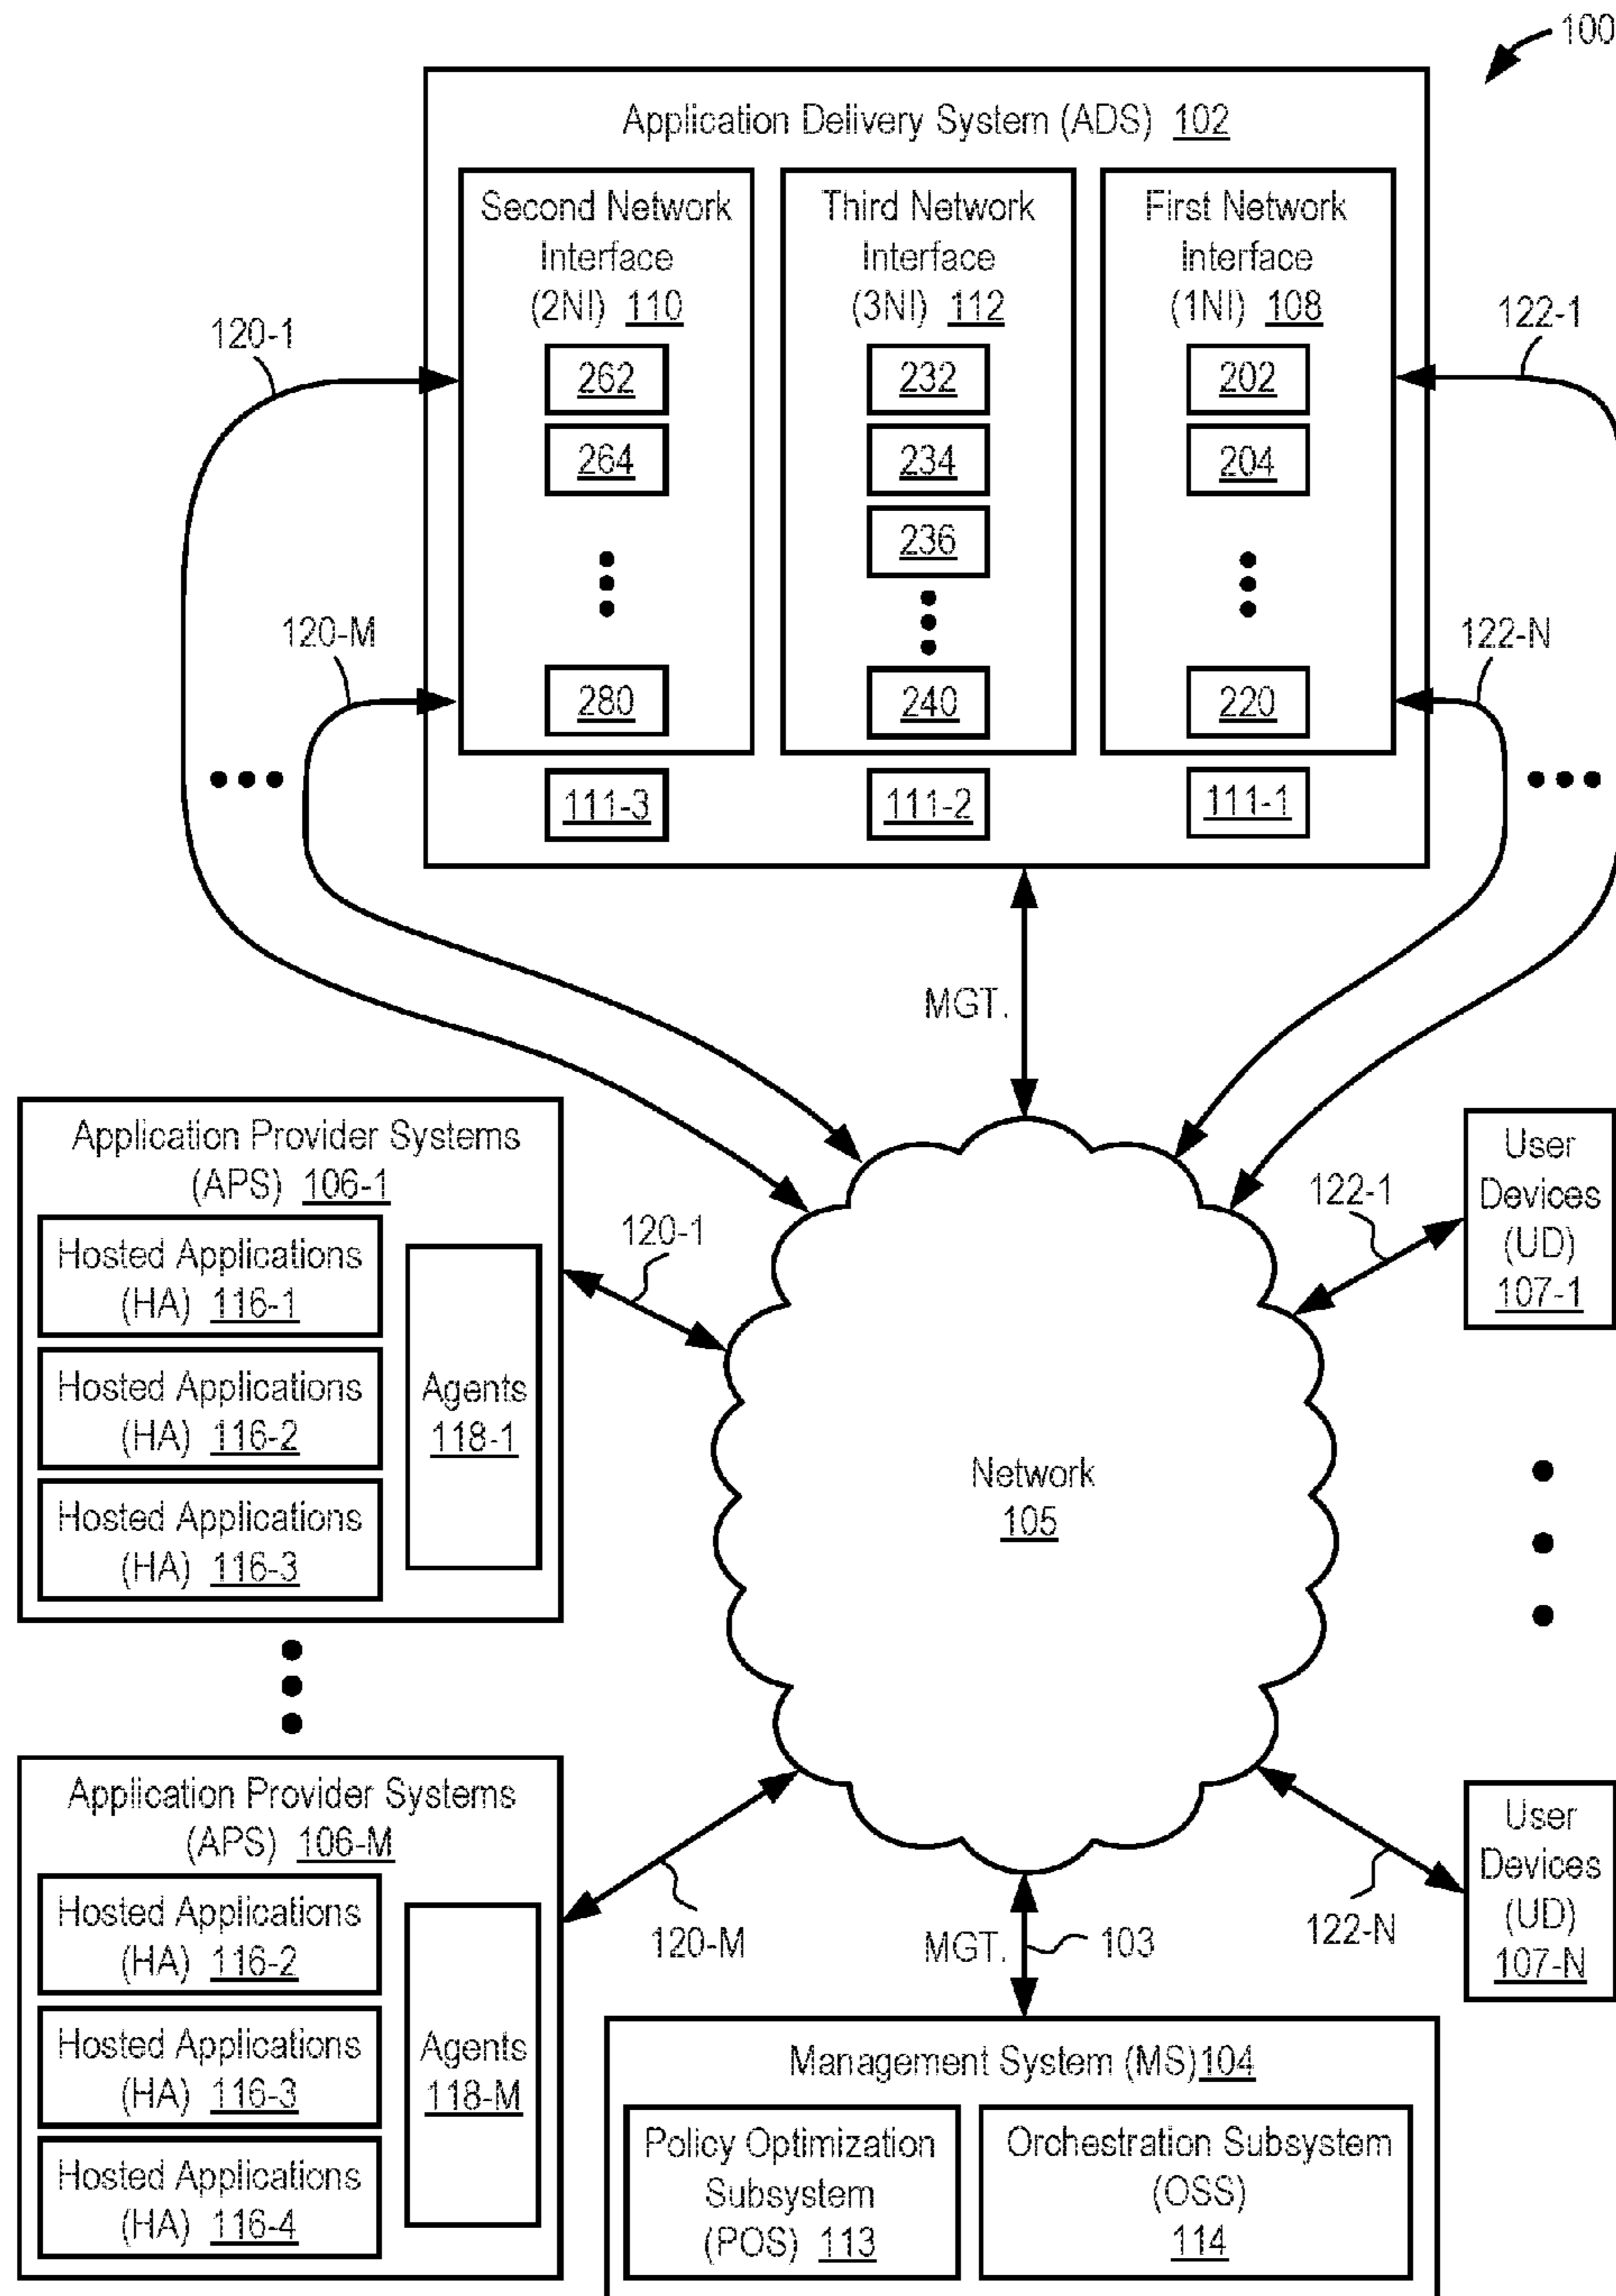 100
Application Delivery System (ADS) 102
Second Network
Interface
(2NI) 110
262
264
280
Third Network
Interface
(3NI) 112
232
234
236
240
First Network
Interface
(1NI) 108
202
204
220
111-3
111-2
111-1
120-1
120-M
122-1
122-N
MGT.
Application Provider Systems
(APS) 106-1
Hosted Applications
(HA) 116-1
Hosted Applications
(HA) 116-2
Hosted Applications
(HA) 116-3
Agents
118-1
120-1
Network
105
122-1
User
Devices
(UD)
107-1
Application Provider Systems
(APS) 106-M
Hosted Applications
(HA) 116-2
Hosted Applications
(HA) 116-3
Hosted Applications
(HA) 116-4
Agents
118-M
120-M
MGT.
103
122-N
User
Devices
(UD)
107-N
Management System (MS)104
Policy Optimization
Subsystem
(POS) 113
Orchestration Subsystem
(OSS)
114